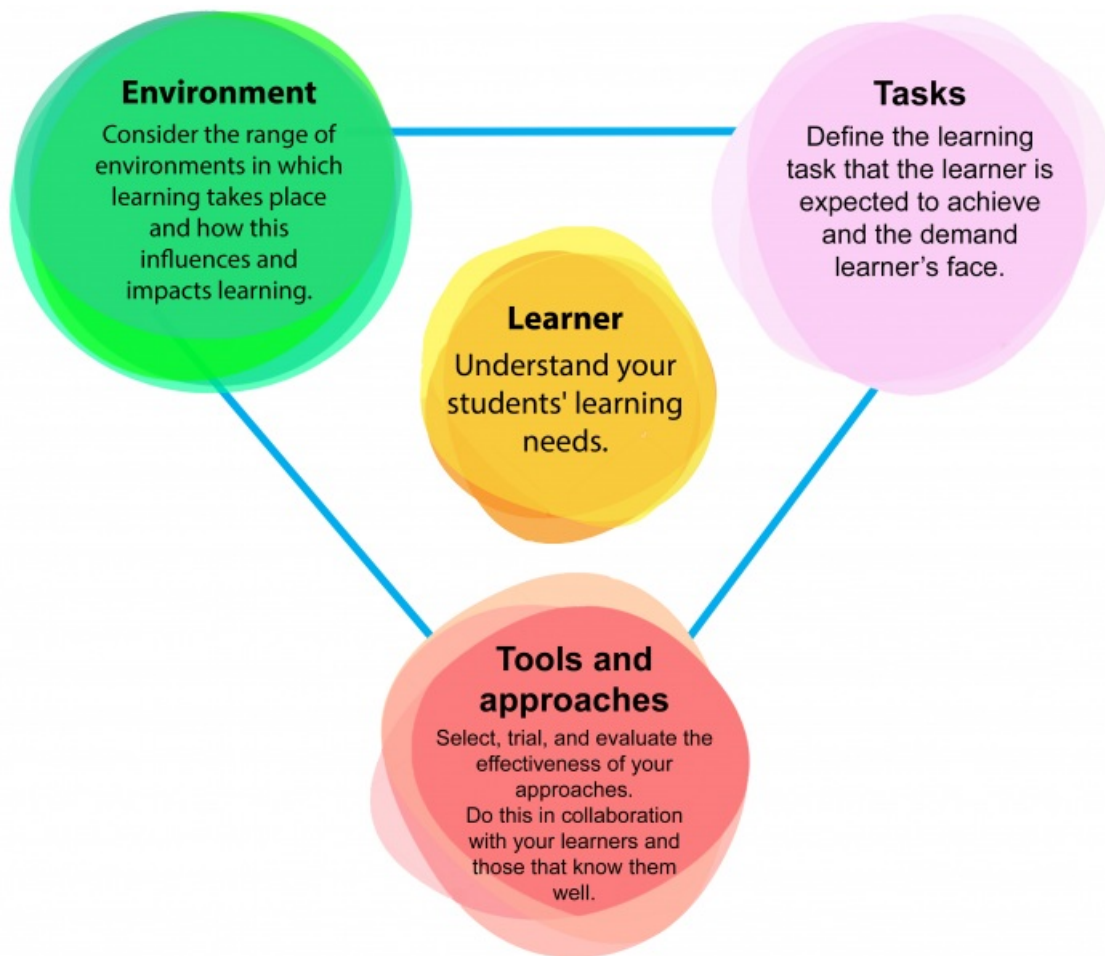 Environment
Consider the range of
environments in which
learning takes place
and how this
influences and
impacts learning.
Tasks
Define the learning
task that the learner is
expected to achieve
and the demand
learner's face.
Learner
Understand your
students' learning
needs.
Tools and
approaches
Select, trial, and evaluate the
effectiveness of your
approaches.
Do this in collaboration
with your learners and
those that know them
well.